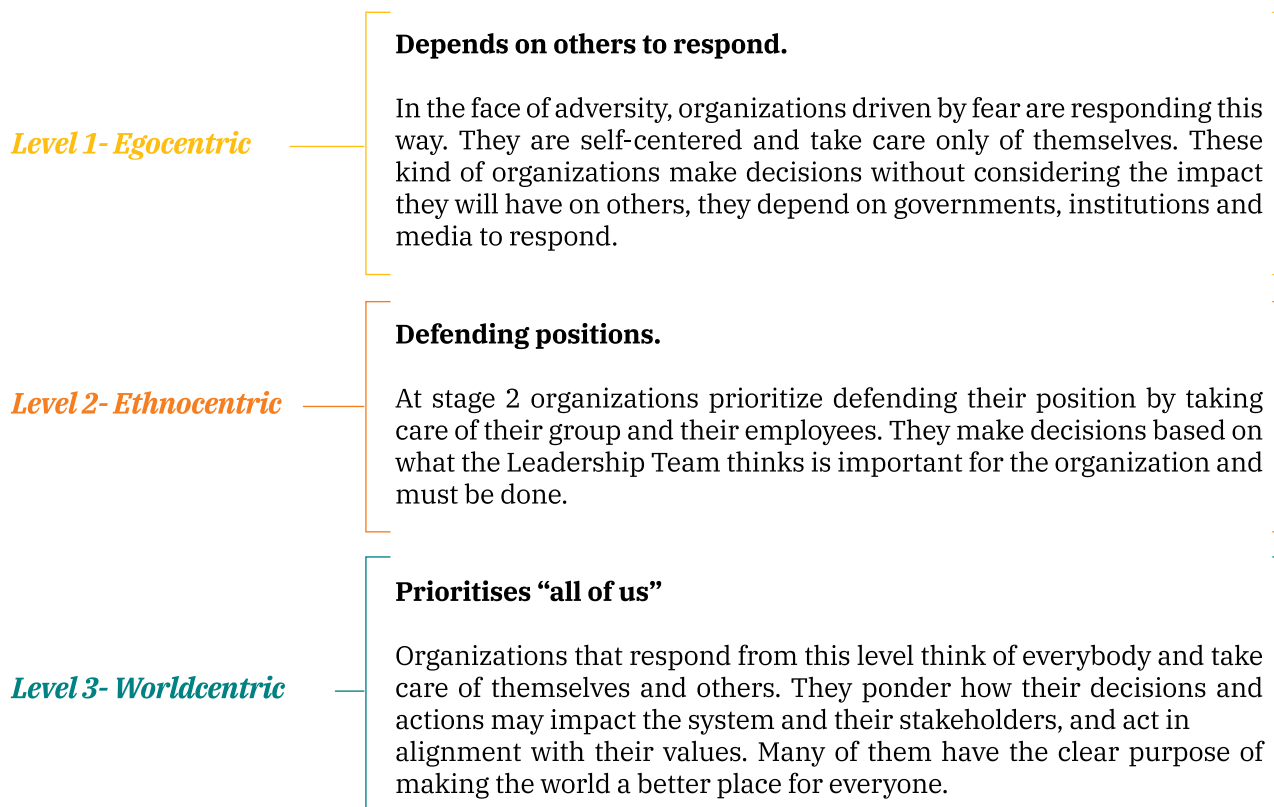 Depends on others to respond.
Level 1- Egocentric
In the face of adversity, organizations driven by fear are responding this
way. They are self-centered and take care only of themselves. These
kind of organizations make decisions without considering the impact
they will have on others, they depend on governments, institutions and
media to respond.
Defending positions.
Level 2- Ethnocentric
At stage 2 organizations prioritize defending their position by taking
care of their group and their employees. They make decisions based on
what the Leadership Team thinks is important for the organization and
must be done.
Prioritises “all of us”
Level 3- Worldcentric
Organizations that respond from this level think of everybody and take
care of themselves and others. They ponder how their decisions and
actions may impact the system and their stakeholders, and act in
alignment with their values. Many of them have the clear purpose of
making the world a better place for everyone.